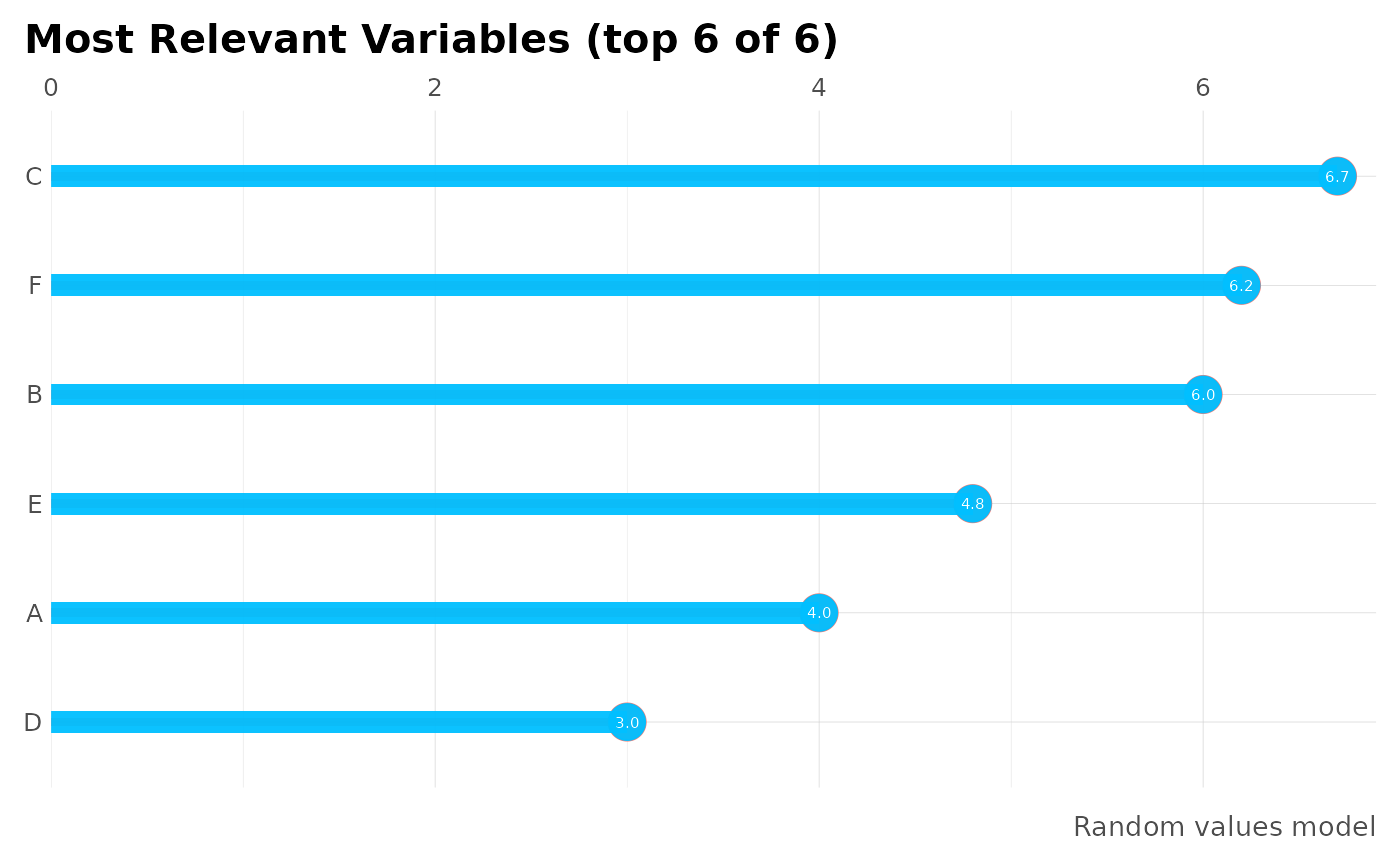 Most Relevant Variables (top 6 of 6)
0 2 4 6
C 6.7
F 6.2
B 6.0
E 4.8
A 4.0
D 3.0
Random values model